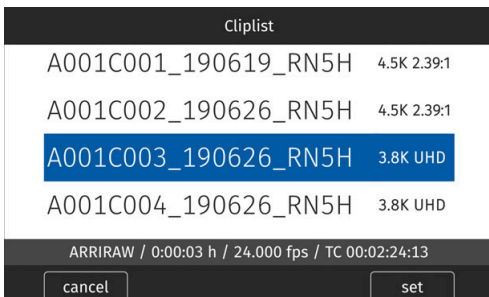 Cliplist
A001C001_190619_RN5H 4.5K 2.39:1
A001C002_190626_RN5H 4.5K 2.39:1
A001C003_190626_RN5H 3.8K UHD
A001C004_190626_RN5H 3.8K UHD
ARRIRAW / 0:00:03 h / 24.000 fps / TC 00:02:24:13
cancel set